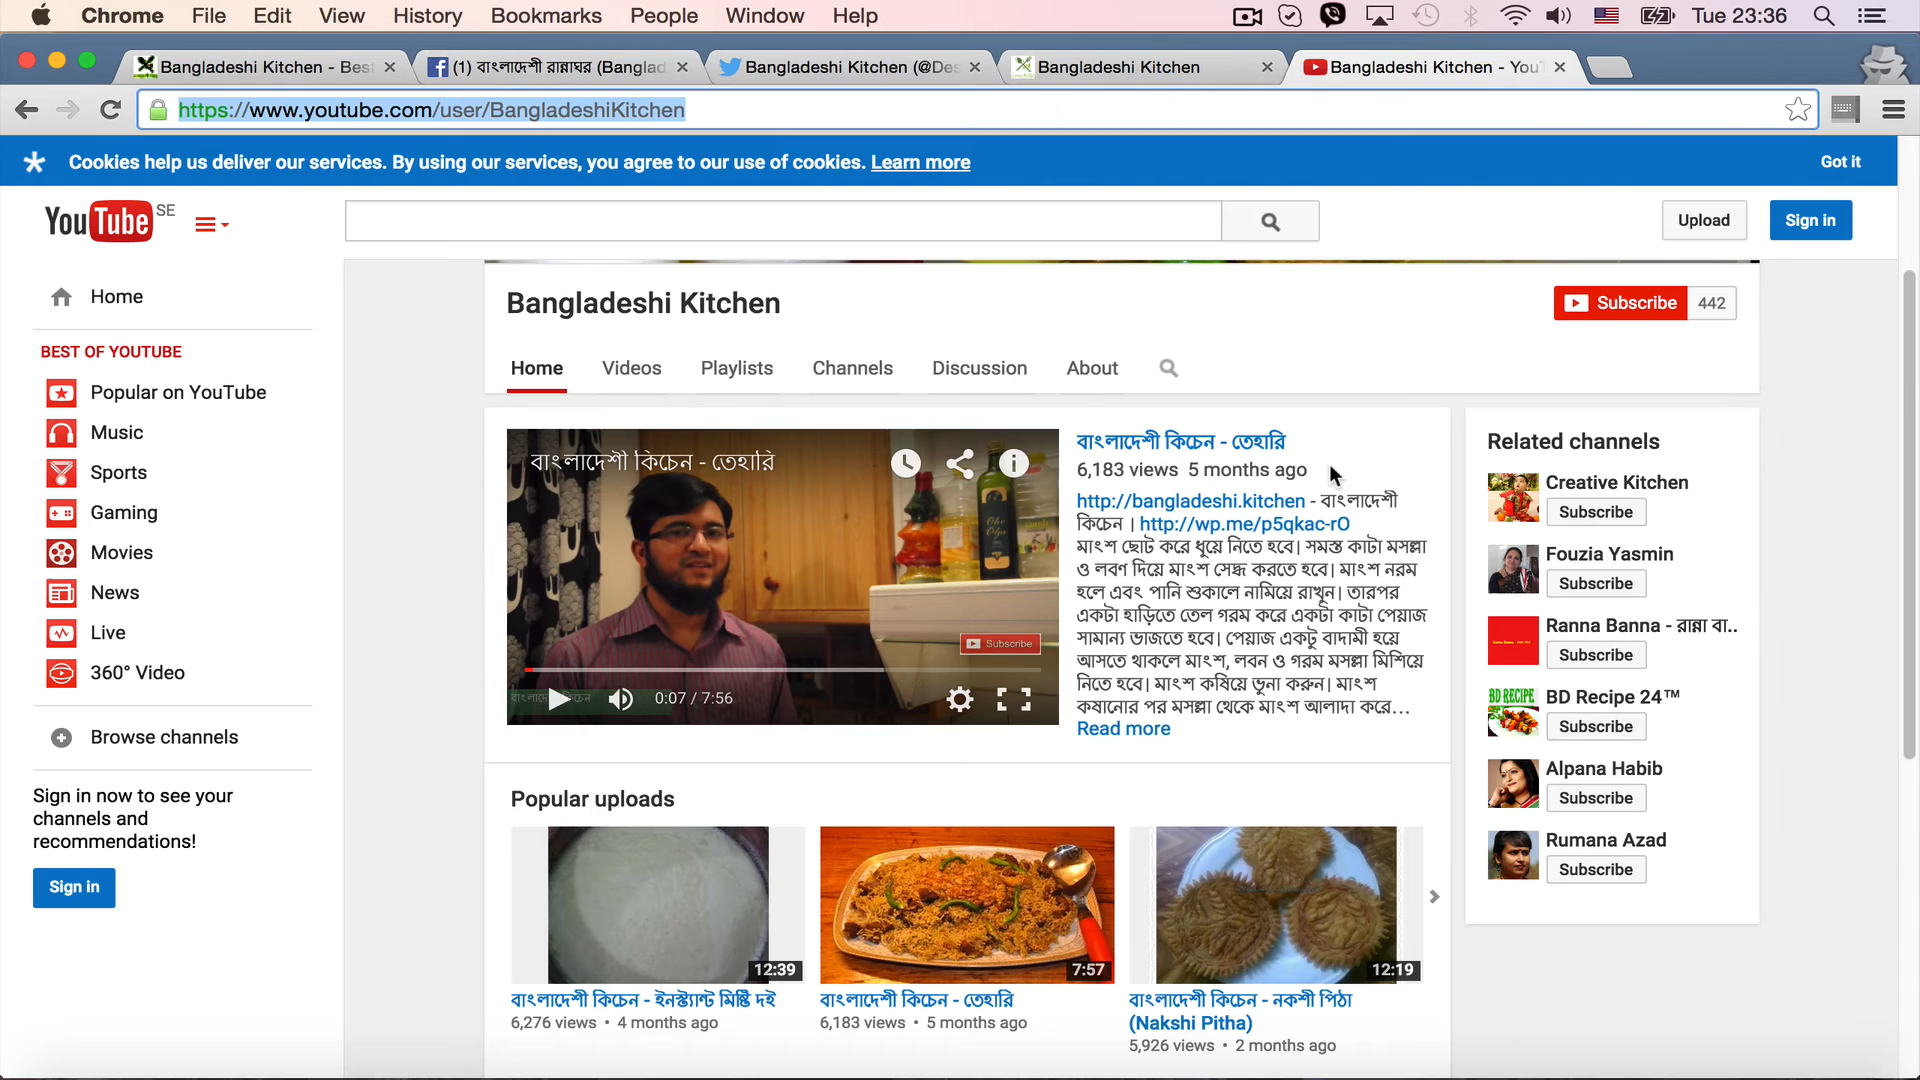 Chrome File Edit View History Bookmarks People Window Help Tue 23:36
Bangladeshi Kitchen - Bes
(1) বাংলাদেশী রান্নাঘর (Banglad
Bangladeshi Kitchen (@Des
Bangladeshi Kitchen
Bangladeshi Kitchen - You
https://www.youtube.com/user/BangladeshiKitchen
Cookies help us deliver our services. By using our services, you agree to our use of cookies. Learn more
Got it
YouTube SE
Upload
Sign in
Home
BEST OF YOUTUBE
Popular on YouTube
Music
Sports
Gaming
Movies
News
Live
360° Video
Browse channels
Sign in now to see your
channels and
recommendations!
Sign in
Bangladeshi Kitchen
Subscribe 442
Home Videos Playlists Channels Discussion About
বাংলাদেশী কিচেন - তেহারি
Subscribe
0:07 / 7:56
বাংলাদেশী কিচেন - তেহারি
6,183 views 5 months ago
http://bangladeshi.kitchen - বাংলাদেশী
কিচেন | http://wp.me/p5qkac-rO
মাংশ ছোট করে ধুয়ে নিতে হবে। সমস্ত কাটা মসল্লা
ও লবণ দিয়ে মাংশ সেদ্ধ করতে হবে। মাংশ নরম
হলে এবং পানি শুকালে নামিয়ে রাখুন। তারপর
একটা হাড়িতে তেল গরম করে একটা কাটা পেয়াজ
সামান্য ভাজতে হবে। পেয়াজ একটু বাদামী হয়ে
আসতে থাকলে মাংশ, লবন ও গরম মসল্লা মিশিয়ে
নিতে হবে। মাংশ কষিয়ে ভুনা করুন। মাংশ
কষানোর পর মসল্লা থেকে মাংশ আলাদা করে...
Read more
Popular uploads
12:39
বাংলাদেশী কিচেন - ইনস্ট্যান্ট মিষ্টি দই
6,276 views • 4 months ago
7:57
বাংলাদেশী কিচেন - তেহারি
6,183 views • 5 months ago
12:19
বাংলাদেশী কিচেন - নকশী পিঠা
(Nakshi Pitha)
5,926 views • 2 months ago
Related channels
Creative Kitchen
Subscribe
Fouzia Yasmin
Subscribe
Ranna Banna - রান্না বা..
Subscribe
BD RECIPE
BD Recipe 24™
Subscribe
Alpana Habib
Subscribe
Rumana Azad
Subscribe